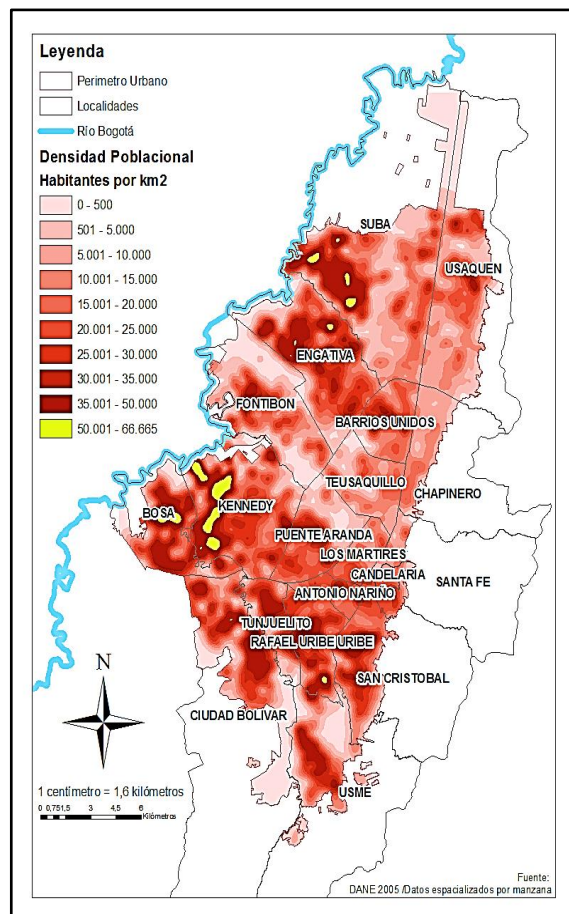 Leyenda
Perimetro Urbano
Localidades
Río Bogotá
Densidad Poblacional
Habitantes por km2
0 - 500
501 - 5.000
5.001 - 10.000
10.001 - 15.000
15.001 - 20.000
20.001 - 25.000
25.001 - 30.000
30.001 - 35.000
35.001 - 50.000
50.001 - 66.665
SUBA
USAQUEN
ENGATIVA
FONTIBON
BARRIOS UNIDOS
TEUSAQUILLO
CHAPINERO
KENNEDY
BOSA
PUENTE ARANDA
LOS MARTIRES
CANDELARIA
SANTA FE
ANTONIO NARIÑO
TUNJUELITO
RAFAEL URIBE URIBE
SAN CRISTOBAL
CIUDAD BOLIVAR
USME
N
1 centímetro = 1,6 kilómetros
0 0,751,5 3 4,5 6
Kilómetros
Fuente:
DANE 2005 /Datos espacializados por manzana